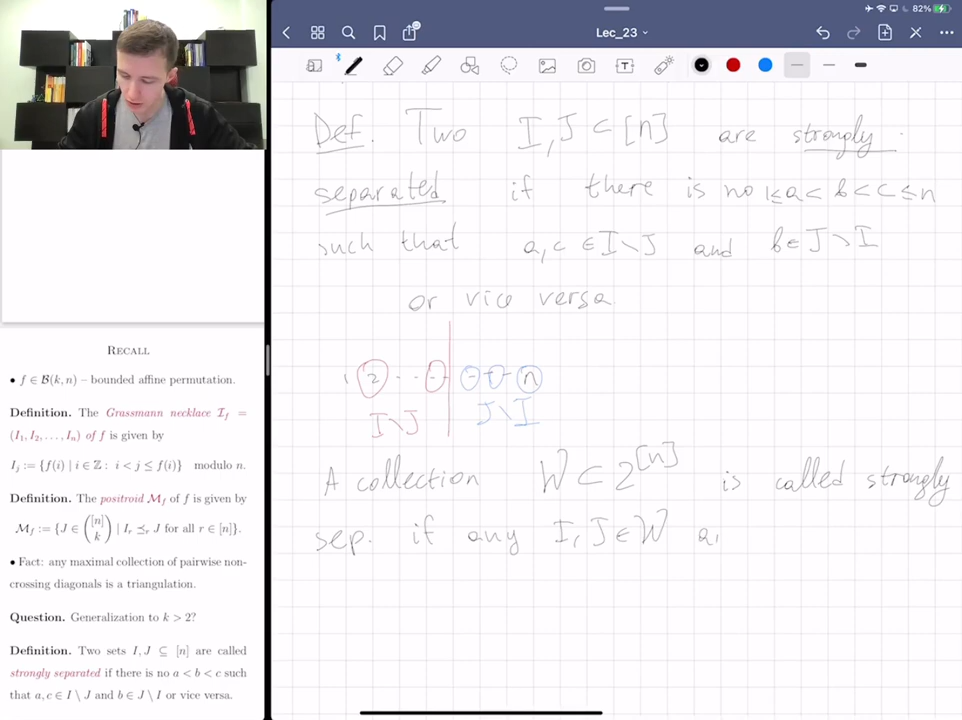 82%
Lec_23
Def. Two I, J ⊂ [n] are strongly
separated if there is no 1≤a<b<c≤n
such that a, c ∈ I∖J and b∈J∖I
or vice versa
1 2 ... n
I∖J J∖I
A collection W⊂2^[n] is called strongly
sep. if any I, J∈W a
RECALL
• f ∈ B(k, n) – bounded affine permutation.
Definition. The Grassmann necklace I_f =
(I_1, I_2, . . . , I_n) of f is given by
I_j := {f(i) | i ∈ ℤ : i < j ≤ f(i)} modulo n.
Definition. The positroid M_f of f is given by
M_f := {J ∈ ([n] k) | I_r ⪯_r J for all r ∈ [n]}.
• Fact: any maximal collection of pairwise non-
crossing diagonals is a triangulation.
Question. Generalization to k > 2?
Definition. Two sets I, J ⊆ [n] are called
strongly separated if there is no a < b < c such
that a, c ∈ I \ J and b ∈ J \ I or vice versa.